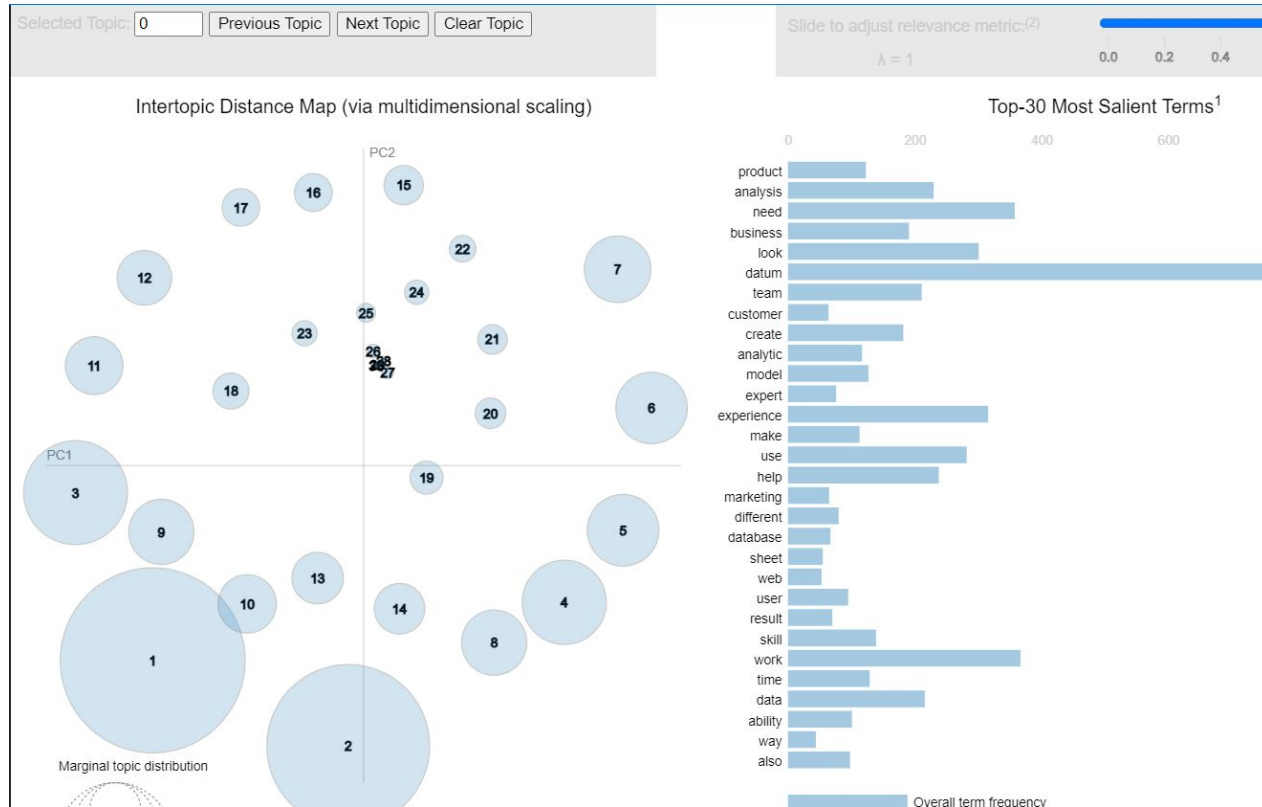 Selected Topic: 0 Previous Topic Next Topic Clear Topic
Slide to adjust relevance metric:(2)
λ = 1
0.0 0.2 0.4
Intertopic Distance Map (via multidimensional scaling)
PC2
PC1
15
16
17
22
7
12
24
25
23
21
26
28
27
11
18
6
20
19
3
9
5
13
10
14
4
8
1
2
Marginal topic distribution
Top-30 Most Salient Terms1
0 200 400 600
product
analysis
need
business
look
datum
team
customer
create
analytic
model
expert
experience
make
use
help
marketing
different
database
sheet
web
user
result
skill
work
time
data
ability
way
also
Overall term frequency